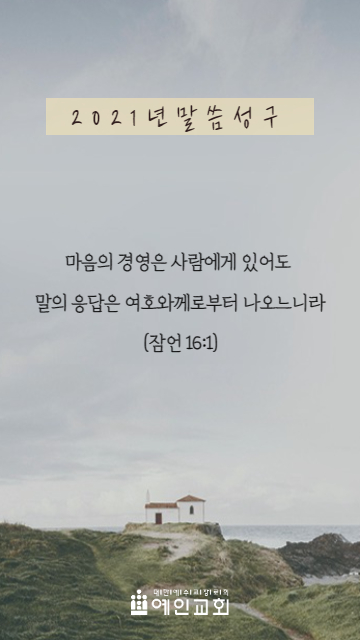 2021년말씀성구
마음의 경영은 사람에게 있어도
말의 응답은 여호와께로부터 나오느니라
(잠언 16:1)
예인교회